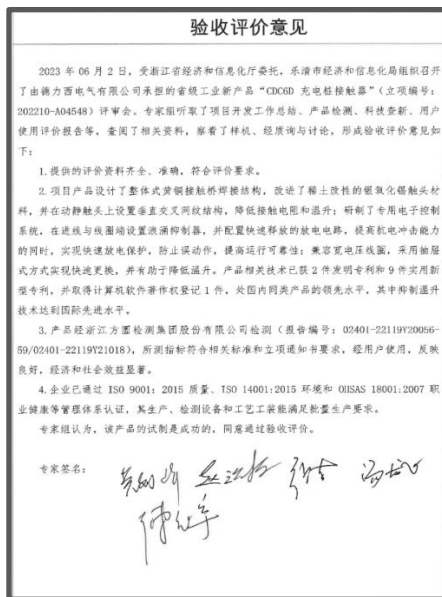 验收评价意见
2023 年 06 月 2 日，受浙江省经济和信息化厅委托，乐清市经济和信息化局组织召开
了由德力西电气有限公司承担的省级工业新产品“CDC6D 充电桩接触器”（立项编号：
202210-A04548）评审会。专家组听取了项目开发工作总结、产品检测、科技查新、用户
使用评价报告等，查阅了相关资料，察看了样机，经质询与讨论，形成验收评价意见如
下：
1.提供的评价资料齐全、准确，符合评价要求。
2.项目产品设计了整体式黄铜接触桥焊接结构，改进了稀土改性的银氧化锡触头材
料，并在动静触头上设置垂直交叉网纹结构，降低接触电阻和温升；研制了专用电子控制
系统，在进线与线圈端设置浪涌抑制器，并配置快速释放的放电电路，提高抗电冲击能力
的同时，实现快速放电保护，防止误动作，提高运行可靠性；兼容宽电压线圈，采用抽屉
式方式实现快速更换，并有助于降低温升。产品相关技术已获 2 件发明专利和 9 件实用新
型专利，并取得计算机软件著作权登记 1 件，处国内同类产品的领先水平，其中抑制温升
技术达到国际先进水平。
3.产品经浙江方圆检测集团股份有限公司检测（报告编号：02401-22119Y20056-
59/02401-22119Y21018），所测指标符合相关标准和立项通知书要求，经用户使用，反映
良好，经济和社会效益显著。
4.企业已通过 ISO 9001：2015 质量、ISO 14001:2015 环境和 OHSAS 18001:2007 职
业健康等管理体系认证，其生产、检测设备和工艺工装能满足批量生产要求。
专家组认为，该产品的试制是成功的，同意通过验收评价。
专家签名：